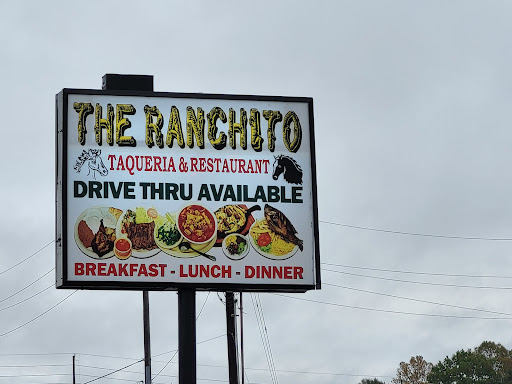 THE RANCHITO
TAQUERIA & RESTAURANT
DRIVE THRU AVAILABLE
BREAKFAST - LUNCH - DINNER